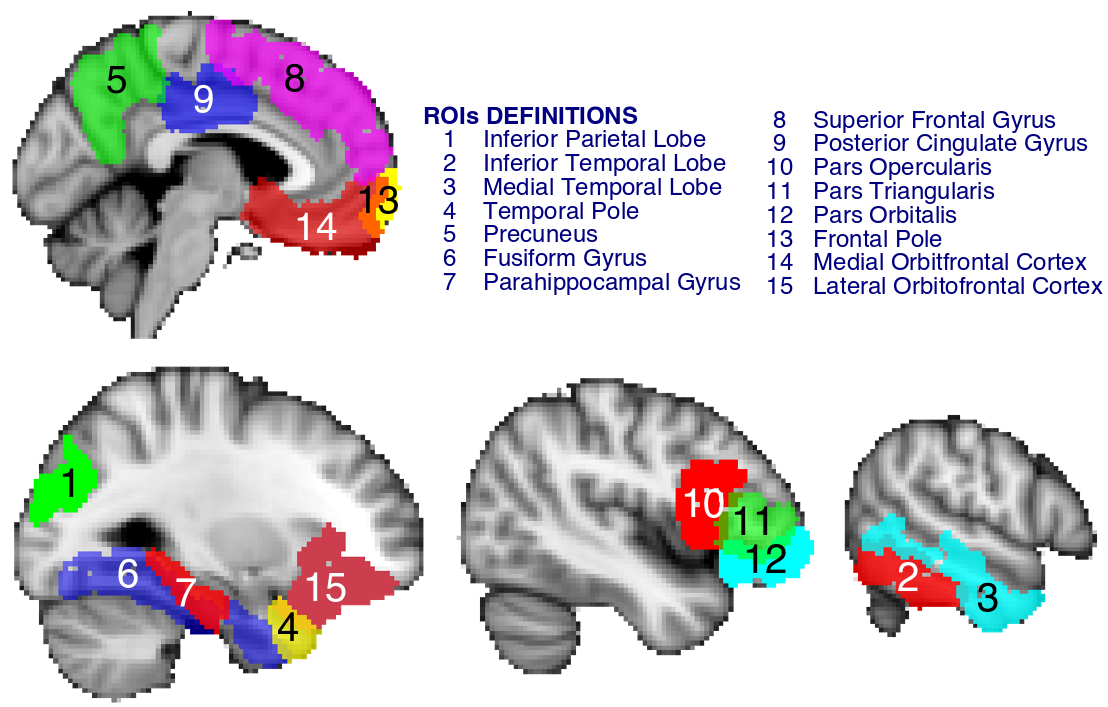 5
8
9
13
14
ROIs DEFINITIONS
1 Inferior Parietal Lobe
2 Inferior Temporal Lobe
3 Medial Temporal Lobe
4 Temporal Pole
5 Precuneus
6 Fusiform Gyrus
7 Parahippocampal Gyrus
8 Superior Frontal Gyrus
9 Posterior Cingulate Gyrus
10 Pars Opercularis
11 Pars Triangularis
12 Pars Orbitalis
13 Frontal Pole
14 Medial Orbitfrontal Cortex
15 Lateral Orbitofrontal Cortex
1
6
7
15
4
10
11
12
2
3